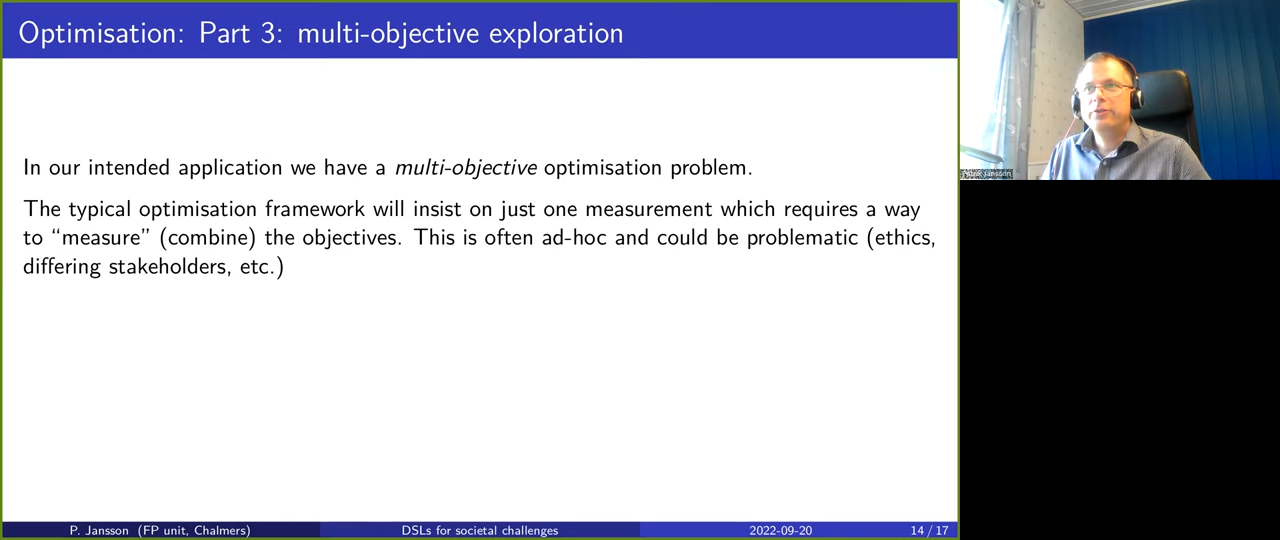 Optimisation: Part 3: multi-objective exploration
In our intended application we have a multi-objective optimisation problem.
The typical optimisation framework will insist on just one measurement which requires a way
to “measure” (combine) the objectives. This is often ad-hoc and could be problematic (ethics,
differing stakeholders, etc.)
P. Jansson (FP unit, Chalmers)
DSLs for societal challenges
2022-09-20
14 / 17
Jansson